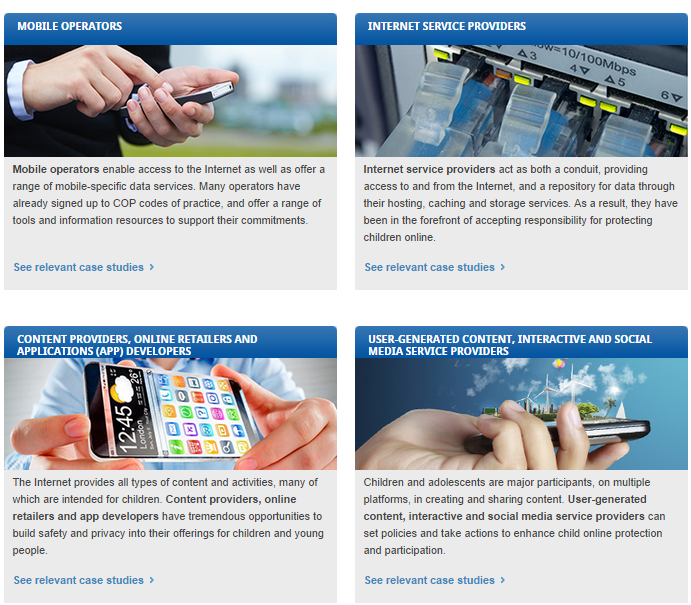 MOBILE OPERATORS
Mobile operators enable access to the Internet as well as offer a
range of mobile-specific data services. Many operators have
already signed up to COP codes of practice, and offer a range of
tools and information resources to support their commitments.
See relevant case studies >
INTERNET SERVICE PROVIDERS
low=10/100Mbps
3 4 5 6
Internet service providers act as both a conduit, providing
access to and from the Internet, and a repository for data through
their hosting, caching and storage services. As a result, they have
been in the forefront of accepting responsibility for protecting
children online.
See relevant case studies >
CONTENT PROVIDERS, ONLINE RETAILERS AND
APPLICATIONS (APP) DEVELOPERS
12:45
26°
London
The Internet provides all types of content and activities, many of
which are intended for children. Content providers, online
retailers and app developers have tremendous opportunities to
build safety and privacy into their offerings for children and young
people.
See relevant case studies >
USER-GENERATED CONTENT, INTERACTIVE AND SOCIAL
MEDIA SERVICE PROVIDERS
Children and adolescents are major participants, on multiple
platforms, in creating and sharing content. User-generated
content, interactive and social media service providers can
set policies and take actions to enhance child online protection
and participation.
See relevant case studies >